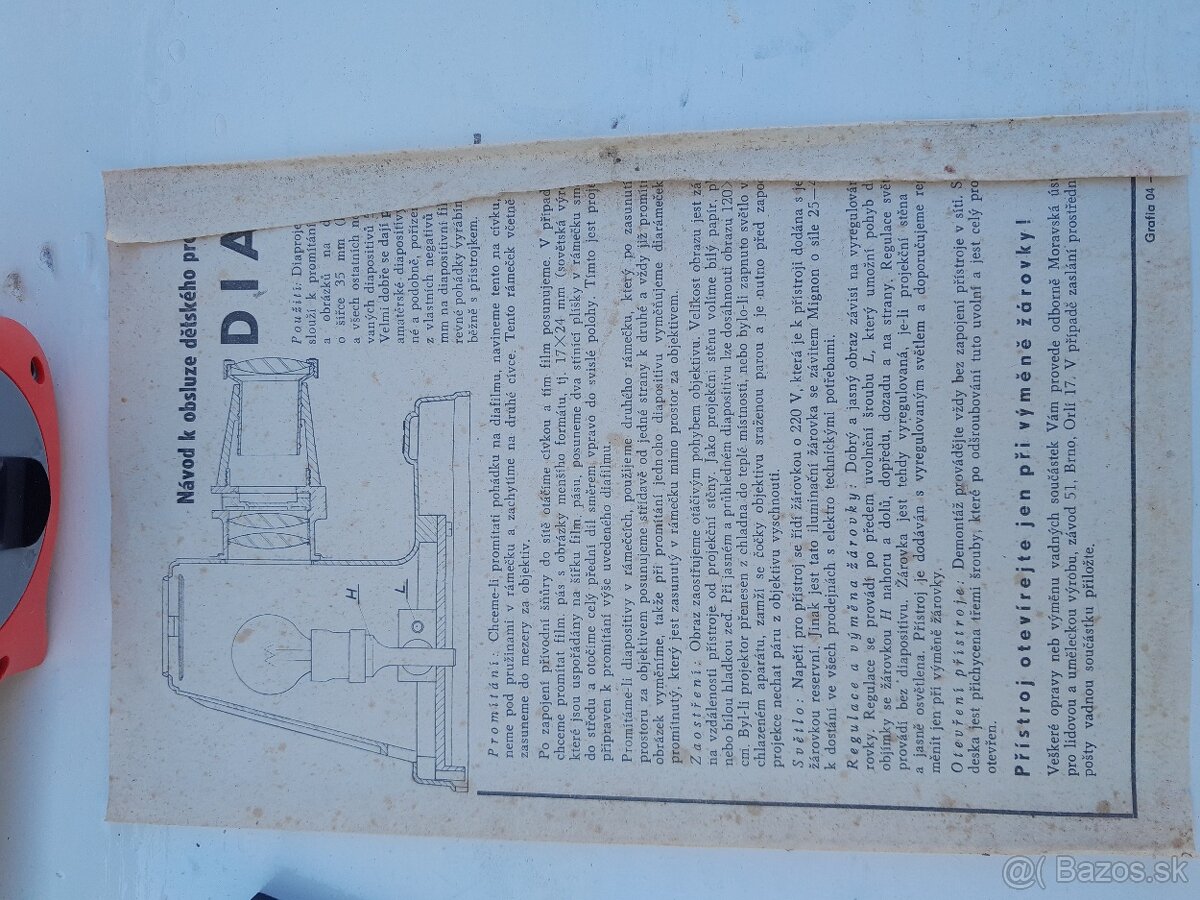 Návod k obsluze dětského pro
DIA
Použití: Diaproje
slouží k promítání
a obrázků na d
o šířce 35 mm (
a všech ostatních no
vaných diapositivů a
Velmi dobře se dají p
amatérské diapositivy
né a podobně, pořízen
z vlastních negativů
mm na diapositivní fil
revné pohádky vyrábín
běžně s přístrojkem.
H
L
Promítání: Chceme-li promítati pohádku na diafilmu, navineme tento na cívku,
neme pod pružinami v rámečku a zachytíme na druhé cívce. Tento rámeček včetně
zasuneme do mezery za objektiv.
Po zapojení přívodní šňůry do sítě otáčíme cívkou a tím film posunujeme. V případ
chceme promítat film. pás s obrázky menšího formátu, tj. 17×24 mm (sovětská výro
které jsou uspořádány na šířku film. pásu, posuneme dva stínící plíšky v rámečku sm
do středu a otočíme celý přední díl směrem vpravo do svislé polohy. Tímto jest proje
připraven k promítání výše uvedeného diafilmu.
Promítáme-li diapositivy v rámečcích, použijeme druhého rámečku, který po zasunutí
prostoru za objektivem posunujeme střídavě od jedné strany k druhé a vždy již promítn
obrázek vyměníme, takže při promítání jednoho diapositivu vyměňujeme diarámeček
promítnutý, který jest zasunutý v rámečku mimo prostor za objektivem.
Zaostření: Obraz zaostřujeme otáčivým pohybem objektivu. Velikost obrazu jest zá
na vzdálenosti přístroje od projekční stěny. Jako projekční stěnu volíme bílý papír, p
nebo bílou hladkou zeď. Při jasném a průhledném diapositivu lze dosáhnouti obrazu 120
cm. Byl-li projektor přenesen z chladna do teplé místnosti, nebo bylo-li zapnuto světlo v
chlazeném aparátu, zamží se čočky objektivu sraženou parou a je nutno před započ
projekce nechat páru z objektivu vyschnouti.
Světlo: Napětí pro přístroj se řídí žárovkou o 220 V, která je k přístroji dodána s je
žárovkou reservní. Jinak jest tato iluminační žárovka se závitem Mignon o síle 25—
k dostání ve všech prodejnách s elektro technickými potřebami.
Regulace a výměna žárovky: Dobrý a jasný obraz závisí na vyregulován
rovky. Regulace se provádí po předem uvolnění šroubu L, který umožní pohyb d
objímky se žárovkou H nahoru a dolů, dopředu, dozadu a na strany. Regulace svě
provádí bez diapositivu. Žárovka jest tehdy vyregulovaná, je-li projekční stěna r
a jasně osvětlena. Přístroj je dodáván s vyregulovaným světlem a doporučujeme reg
měnit jen při výměně žárovky.
Otevření přístroje: Demontáž provádějte vždy bez zapojení přístroje v síti. S
deska jest přichycena třemi šrouby, které po odšroubování tuto uvolní a jest celý pro
otevřen.
Přístroj otevírejte jen při výměně žárovky!
Veškeré opravy neb výměnu vadných součástek Vám provede odborně Moravská úst
pro lidovou a uměleckou výrobu, závod 51, Brno, Orlí 17. V případě zaslání prostředn
pošty vadnou součástku přiložte.
Grafia 04 –
@( Bazos.sk